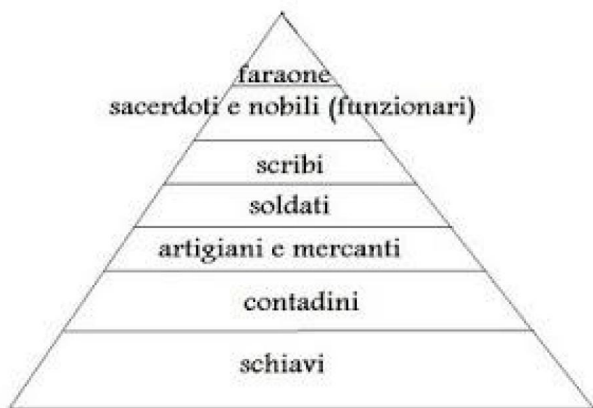 faraone
sacerdoti e nobili (funzionari)
scribi
soldati
artigiani e mercanti
contadini
schiavi